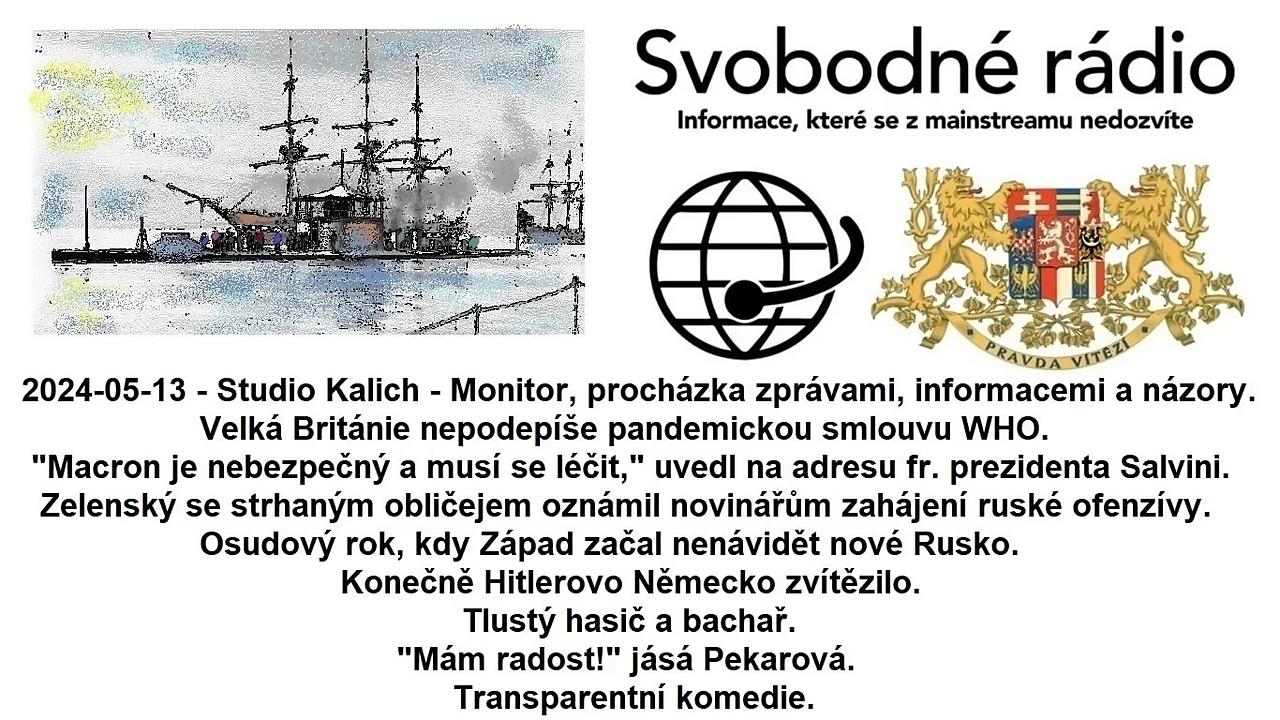 Svobodné rádio
Informace, které se z mainstreamu nedozvíte
PRAVDA VÍTĚZÍ
2024-05-13 - Studio Kalich - Monitor, procházka zprávami, informacemi a názory.
Velká Británie nepodepíše pandemickou smlouvu WHO.
"Macron je nebezpečný a musí se léčit," uvedl na adresu fr. prezidenta Salvini.
Zelenský se strhaným obličejem oznámil novinářům zahájení ruské ofenzívy.
Osudový rok, kdy Západ začal nenávidět nové Rusko.
Konečně Hitlerovo Německo zvítězilo.
Tlustý hasič a bachař.
"Mám radost!" jásá Pekarová.
Transparentní komedie.